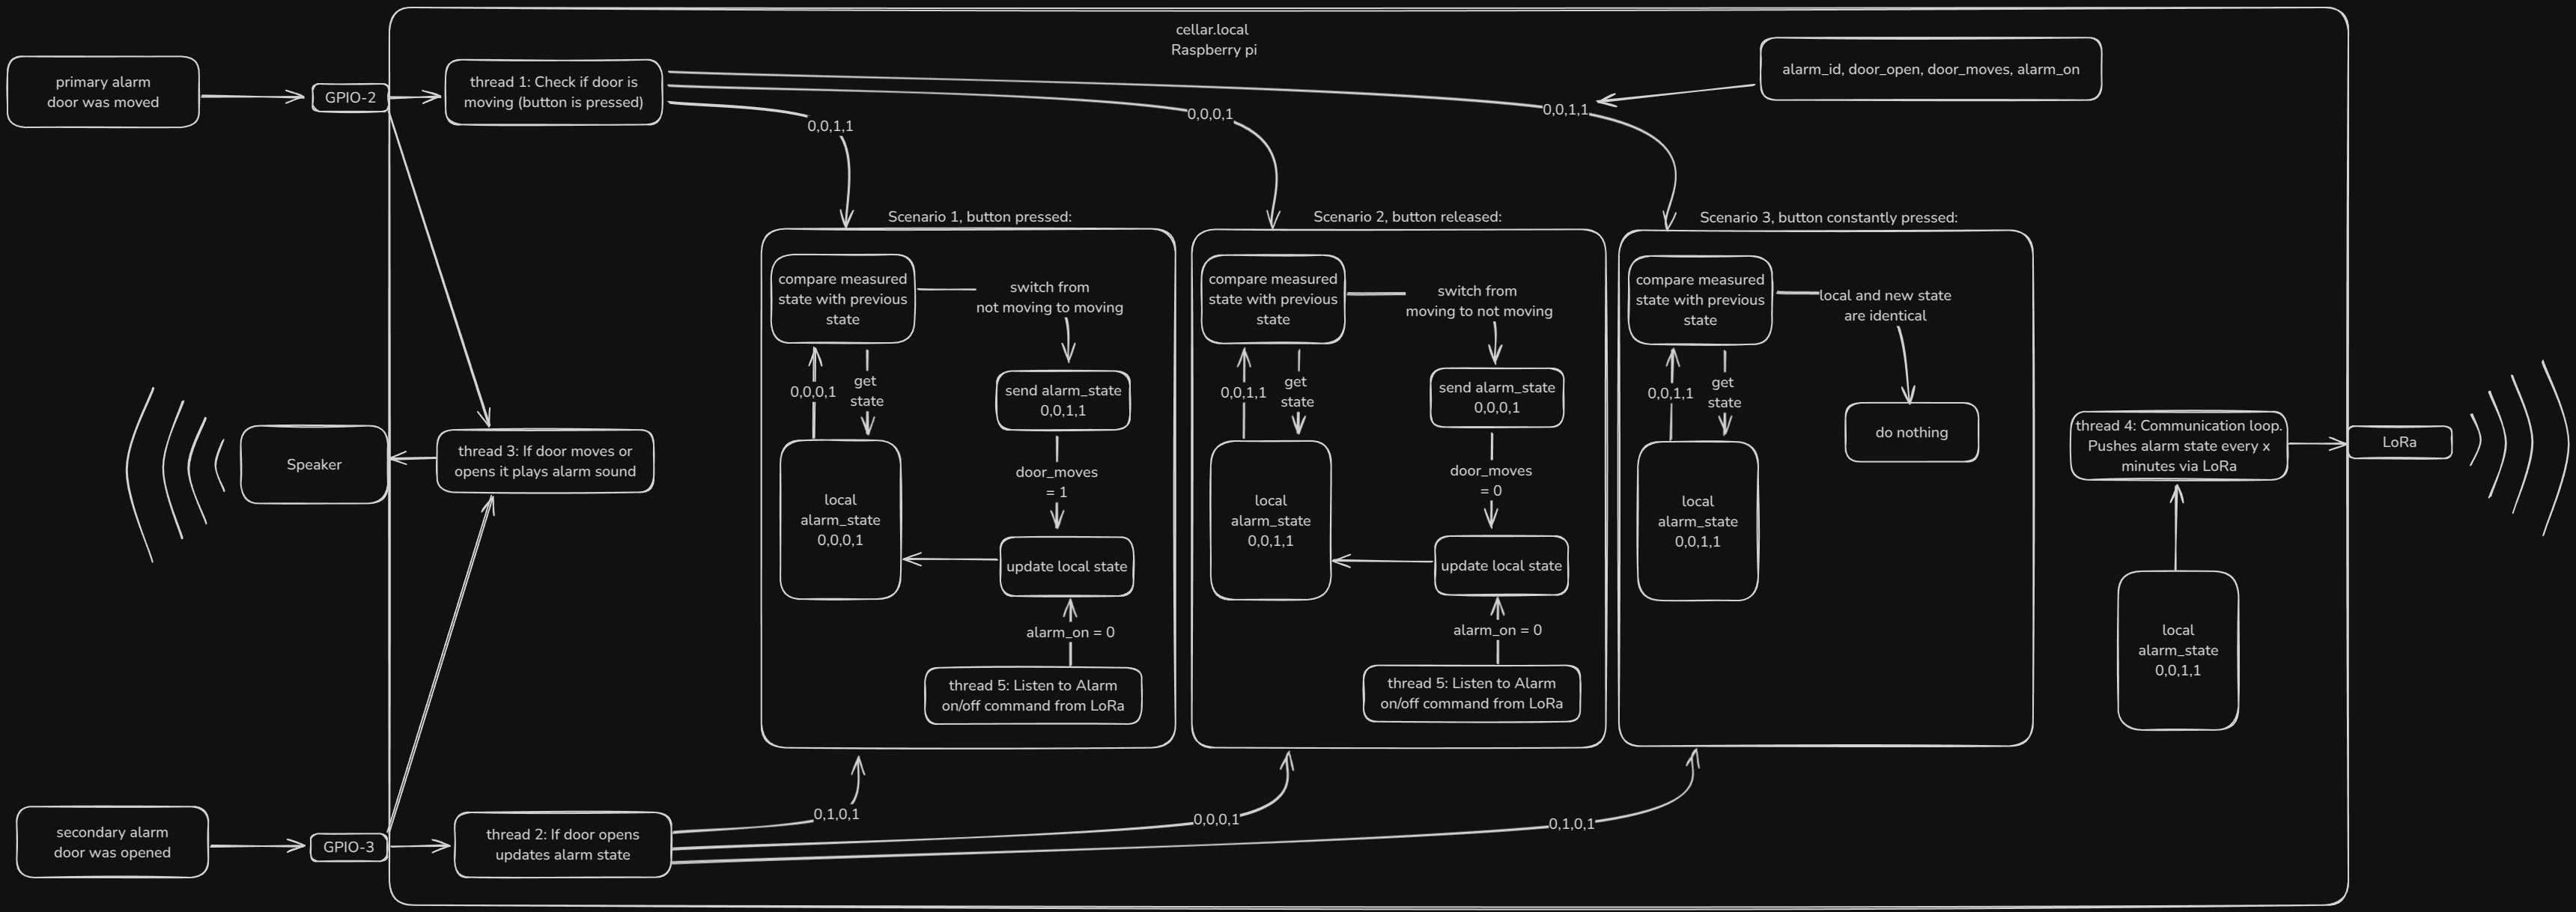 cellar.local
Raspberry pi
primary alarm
door was moved
GPIO-2
thread 1: Check if door is
moving (button is pressed)
alarm_id, door_open, door_moves, alarm_on
0,0,1,1
0,0,0,1
0,0,1,1
Scenario 1, button pressed:
compare measured
state with previous
state
switch from
not moving to moving
0,0,0,1
get
state
send alarm_state
0,0,1,1
door_moves
= 1
local
alarm_state
0,0,0,1
update local state
alarm_on = 0
thread 5: Listen to Alarm
on/off command from LoRa
Scenario 2, button released:
compare measured
state with previous
state
switch from
moving to not moving
0,0,1,1
get
state
send alarm_state
0,0,0,1
door_moves
= 0
local
alarm_state
0,0,1,1
update local state
alarm_on = 0
thread 5: Listen to Alarm
on/off command from LoRa
Scenario 3, button constantly pressed:
compare measured
state with previous
state
local and new state
are identical
0,0,1,1
get
state
do nothing
local
alarm_state
0,0,1,1
Speaker
thread 3: If door moves or
opens it plays alarm sound
thread 4: Communication loop.
Pushes alarm state every x
minutes via LoRa
LoRa
local
alarm_state
0,0,1,1
secondary alarm
door was opened
GPIO-3
thread 2: If door opens
updates alarm state
0,1,0,1
0,0,0,1
0,1,0,1